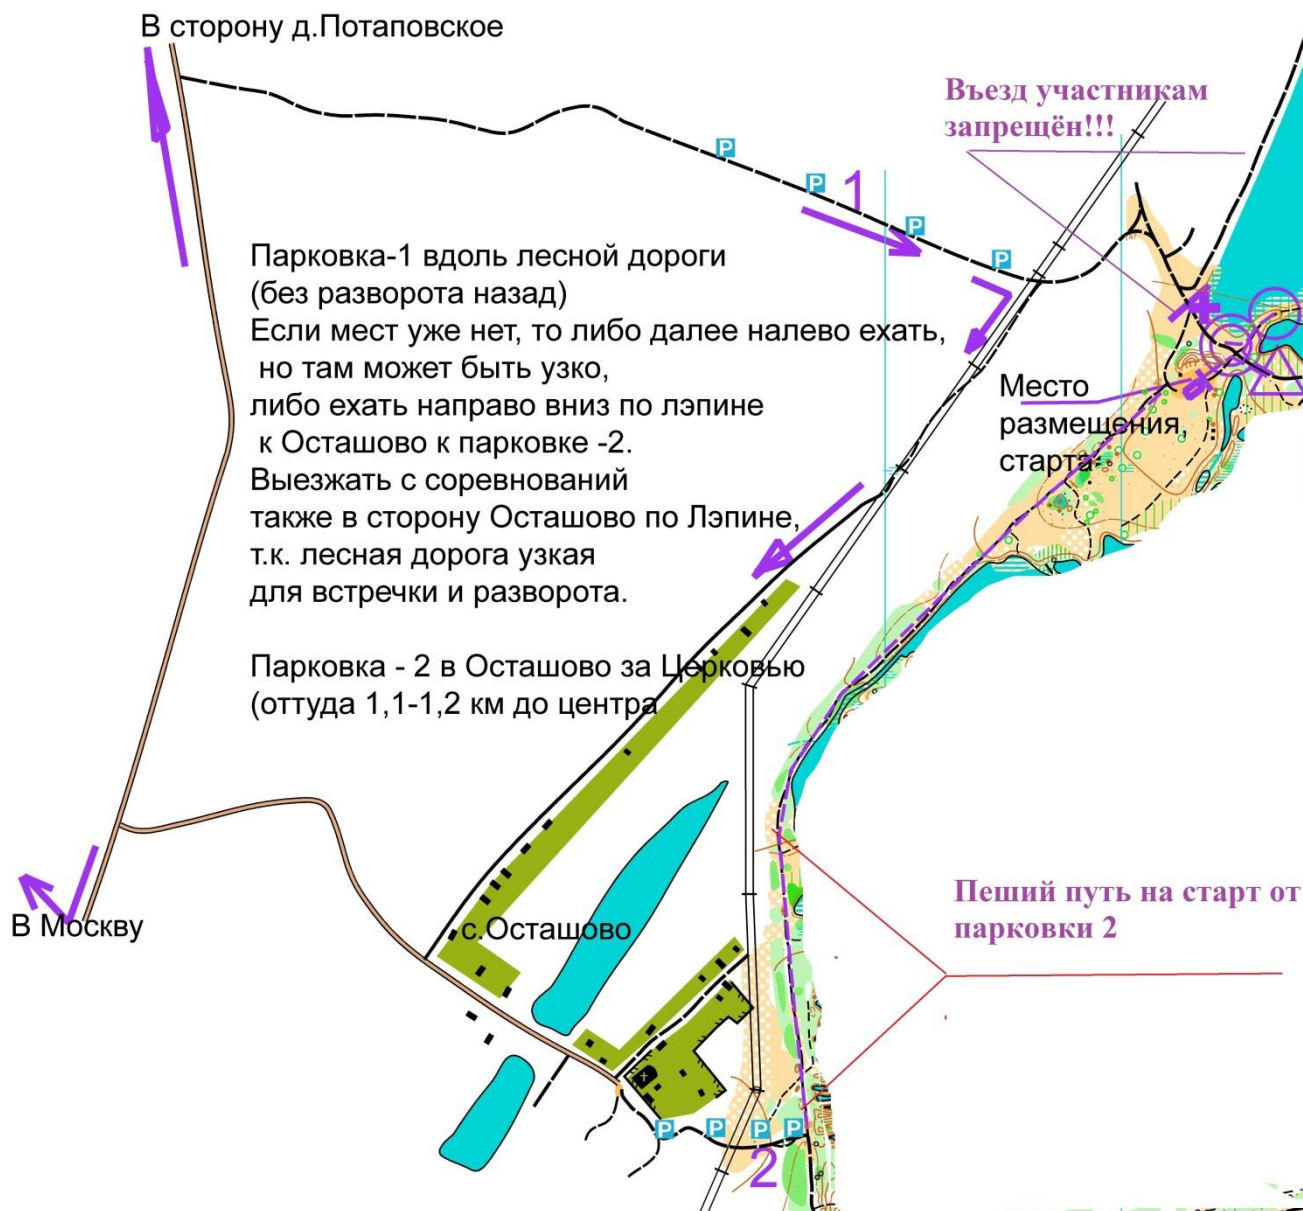 В сторону д.Потаповское
Въезд участникам
запрещён!!!
P
P
1
P
P
Парковка-1 вдоль лесной дороги
(без разворота назад)
Если мест уже нет, то либо далее налево ехать,
но там может быть узко,
либо ехать направо вниз по лэпине
к Осташово к парковке -2.
Выезжать с соревнований
также в сторону Осташово по Лэпине,
т.к. лесная дорога узкая
для встречки и разворота.
Место
размещения,
старта
Парковка - 2 в Осташово за Церковью
(оттуда 1,1-1,2 км до центра
Пеший путь на старт от
парковки 2
В Москву
с.Осташово
P
P
P
P
2